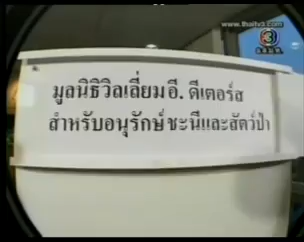 www.thaitv3.com
3
มูลนิธิวิลเลี่ยม อี. ดีเตอร์ส
สำหรับอนุรักษ์ชะนีและสัตว์ป่า